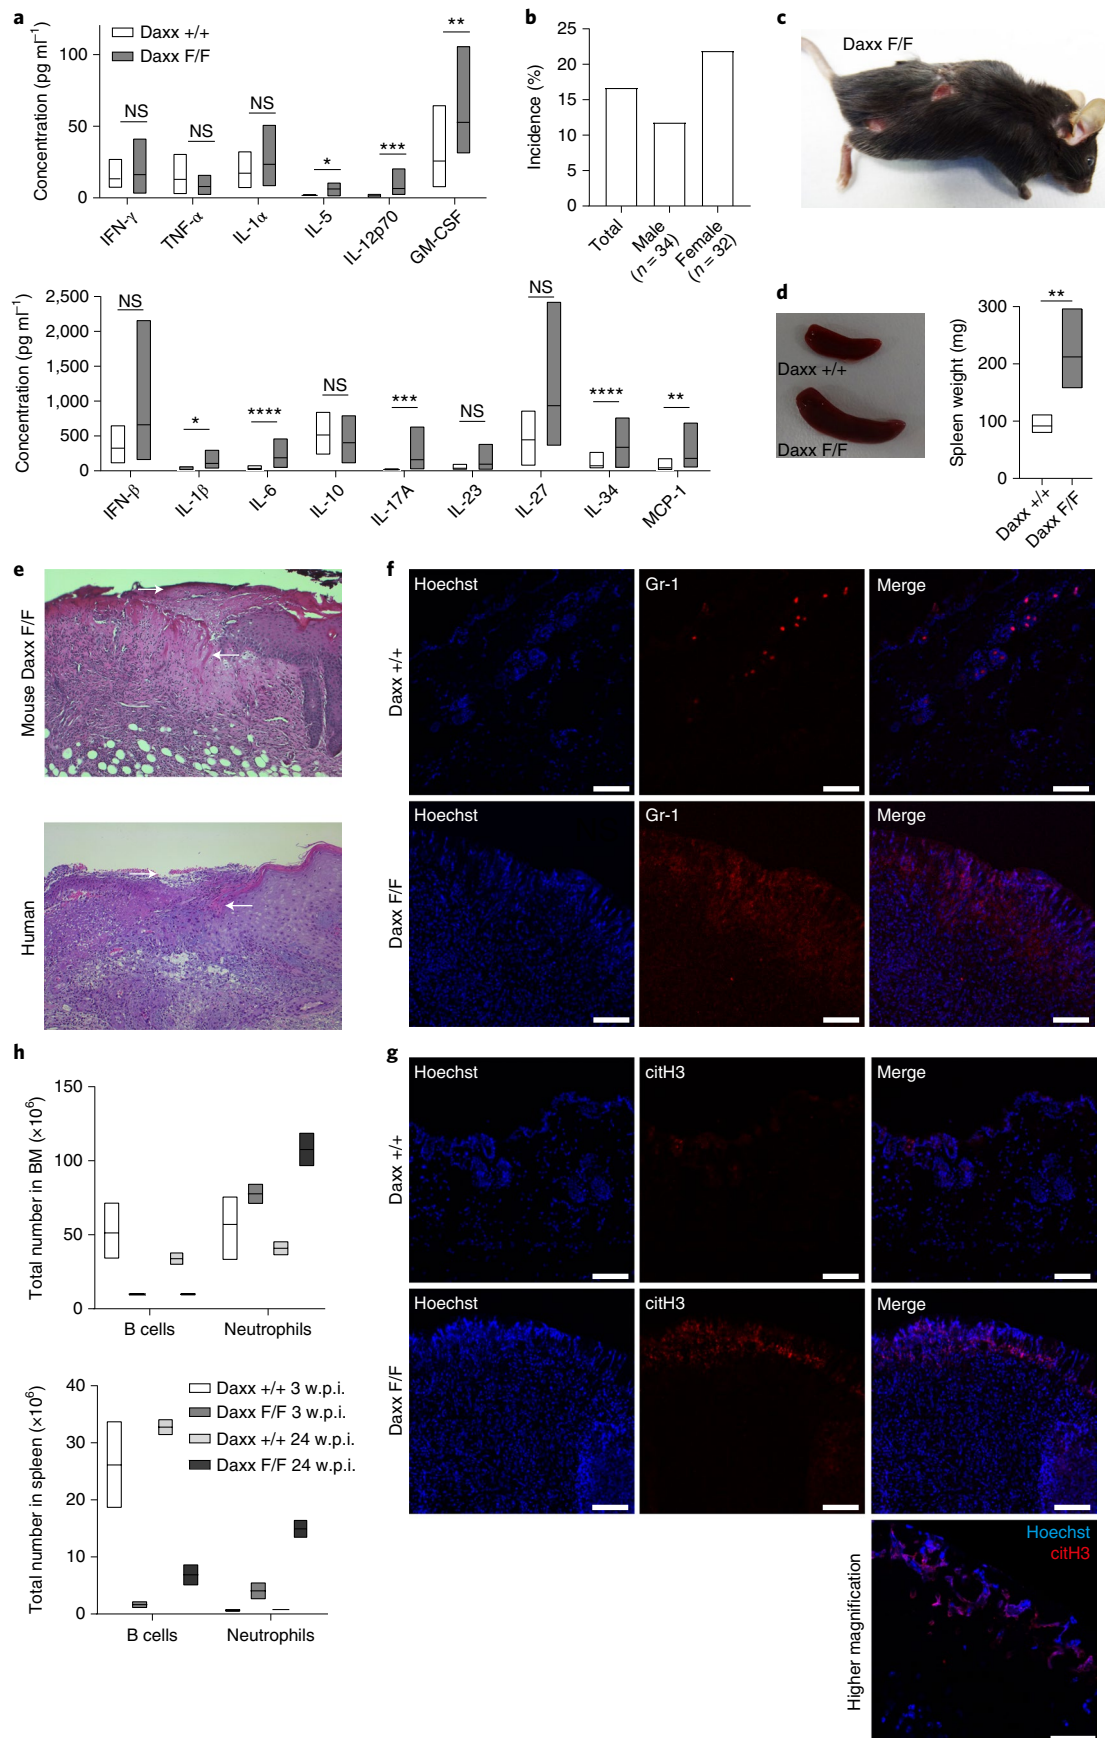 a
Daxx +/+
Daxx F/F
Concentration (pg ml⁻¹)
100
50
0
NS
NS
NS
*
***
**
IFN-γ
TNF-α
IL-1α
IL-5
IL-12p70
GM-CSF
b
Incidence (%)
25
20
15
10
5
0
Total
Male
(n = 34)
Female
(n = 32)
c
Daxx F/F
Concentration (pg ml⁻¹)
2,500
2,000
1,500
1,000
500
0
NS
*
****
NS
***
NS
NS
****
**
IFN-β
IL-1β
IL-6
IL-10
IL-17A
IL-23
IL-27
IL-34
MCP-1
d
Daxx +/+
Daxx F/F
Spleen weight (mg)
300
200
100
0
**
Daxx +/+
Daxx F/F
e
Mouse Daxx F/F
Human
f
Daxx +/+
Hoechst
Gr-1
Merge
Daxx F/F
Hoechst
Gr-1
Merge
h
Total number in BM (×10⁶)
150
100
50
0
B cells
Neutrophils
Total number in spleen (×10⁶)
40
30
20
10
0
Daxx +/+ 3 w.p.i.
Daxx F/F 3 w.p.i.
Daxx +/+ 24 w.p.i.
Daxx F/F 24 w.p.i.
B cells
Neutrophils
g
Daxx +/+
Hoechst
citH3
Merge
Daxx F/F
Hoechst
citH3
Merge
Higher magnification
Hoechst
citH3